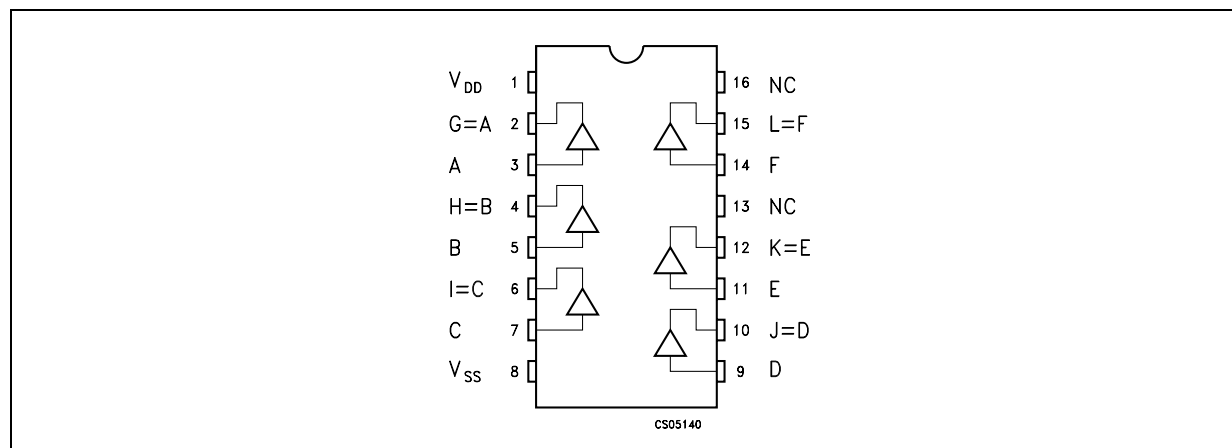 V_DD 1 16 NC
G=A 2 15 L=F
A 3 14 F
H=B 4 13 NC
B 5 12 K=E
I=C 6 11 E
C 7 10 J=D
V_SS 8 9 D
CS05140